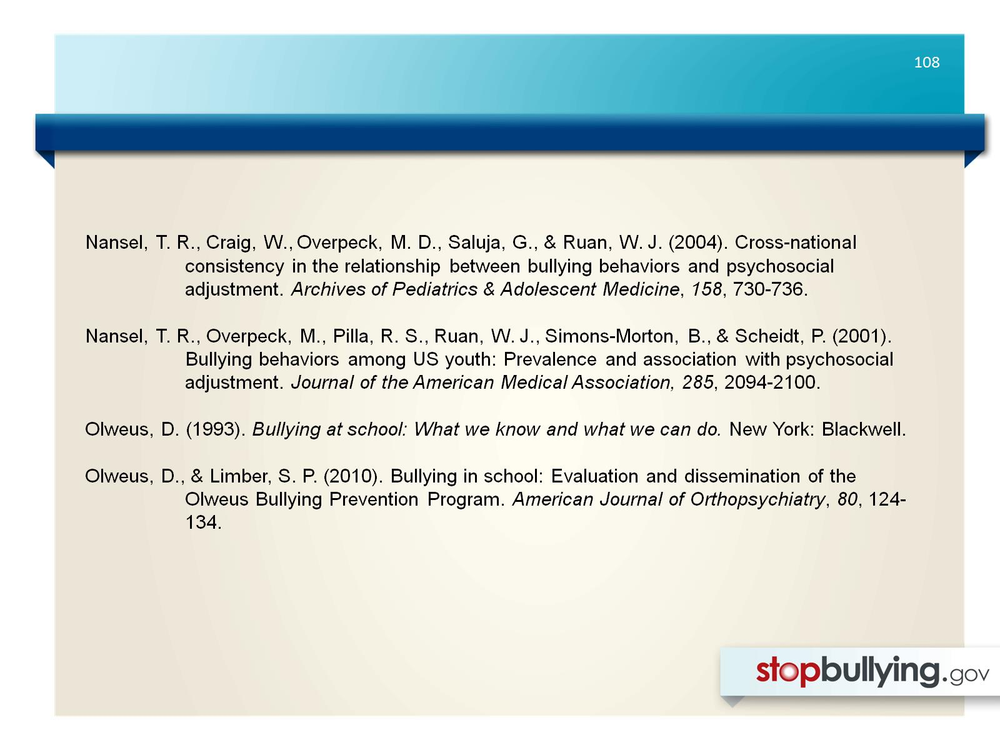 108
Nansel, T. R., Craig, W., Overpeck, M. D., Saluja, G., & Ruan, W. J. (2004). Cross-national
consistency in the relationship between bullying behaviors and psychosocial
adjustment. Archives of Pediatrics & Adolescent Medicine, 158, 730-736.
Nansel, T. R., Overpeck, M., Pilla, R. S., Ruan, W. J., Simons-Morton, B., & Scheidt, P. (2001).
Bullying behaviors among US youth: Prevalence and association with psychosocial
adjustment. Journal of the American Medical Association, 285, 2094-2100.
Olweus, D. (1993). Bullying at school: What we know and what we can do. New York: Blackwell.
Olweus, D., & Limber, S. P. (2010). Bullying in school: Evaluation and dissemination of the
Olweus Bullying Prevention Program. American Journal of Orthopsychiatry, 80, 124-
134.
stopbullying.gov